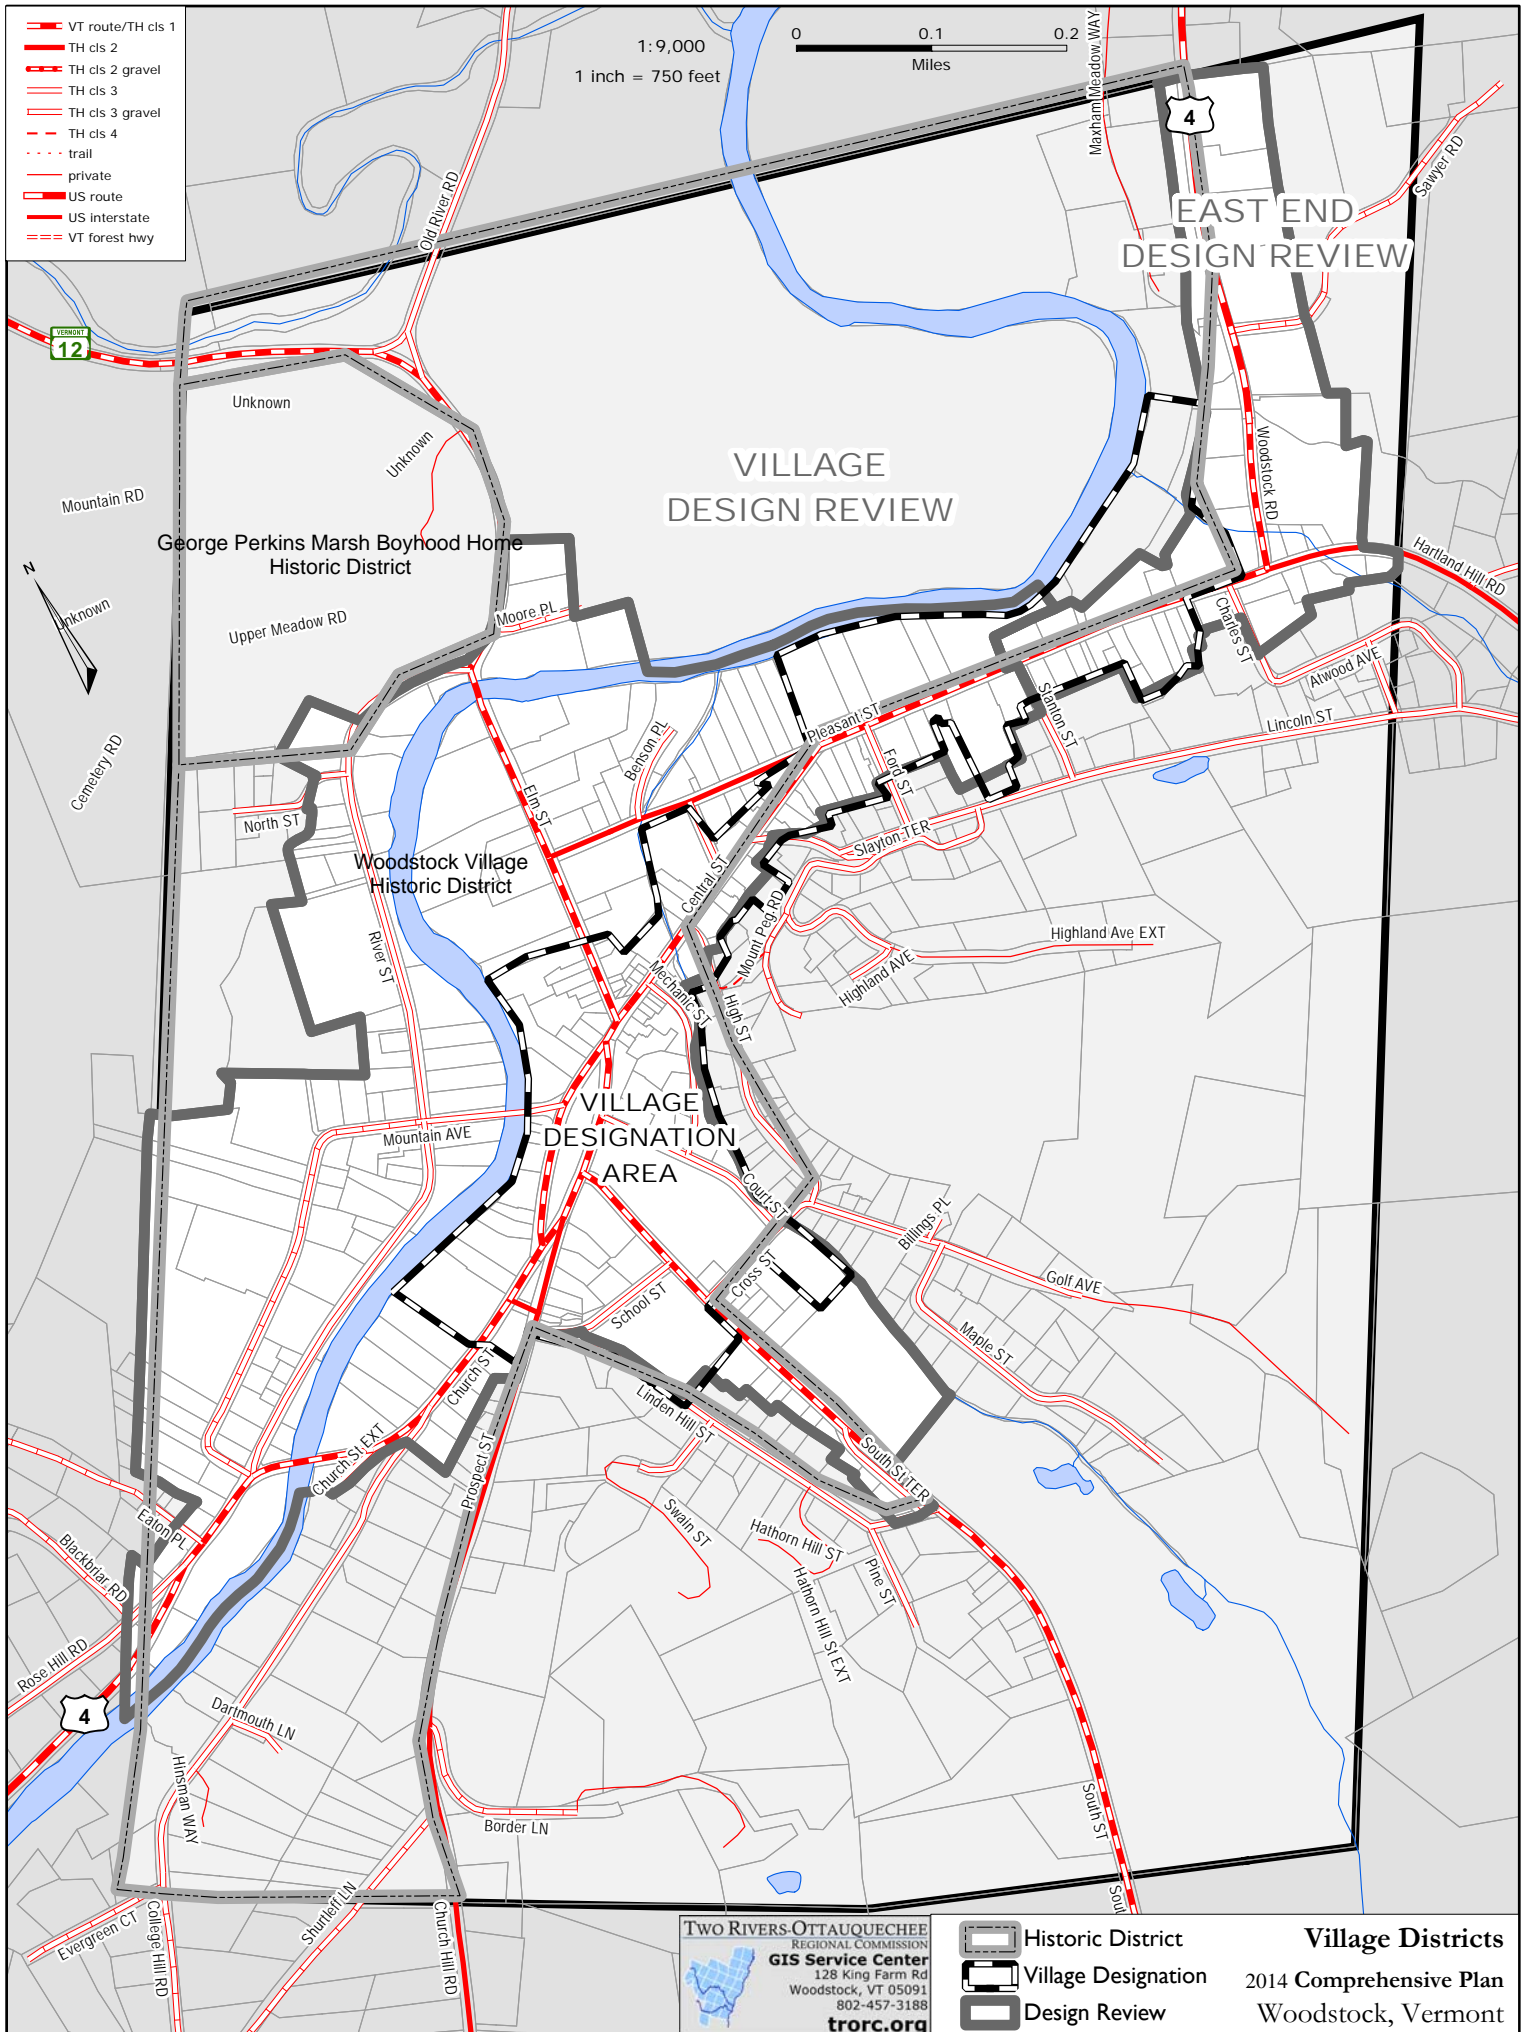 VT route/TH cls 1
TH cls 2
TH cls 2 gravel
TH cls 3
TH cls 3 gravel
TH cls 4
trail
private
US route
US interstate
VT forest hwy
1:9,000
1 inch = 750 feet
0 0.1 0.2
Miles
Maxham Meadow WAY
4
Sawyer RD
Old River RD
EAST END
DESIGN REVIEW
VERMONT
12
Unknown
Unknown
Mountain RD
VILLAGE
DESIGN REVIEW
Woodstock RD
George Perkins Marsh Boyhood Home
Historic District
Hartland Hill RD
N
Unknown
Upper Meadow RD
Moore PL
Charles ST
Atwood AVE
Slanton ST
Lincoln ST
Pleasant ST
Benson PL
Ford ST
Cemetery RD
Elm ST
North ST
Slayton TER
Woodstock Village
Historic District
Central ST
Mount Peg RD
Highland Ave EXT
Highland AVE
River ST
Mechanic ST
High ST
VILLAGE
DESIGNATION
AREA
Mountain AVE
Court ST
Billings PL
Cross ST
Golf AVE
School ST
Maple ST
Church ST
Linden Hill ST
Church St EXT
Prospect ST
South St TER
Swain ST
Hathorn Hill ST
Pine ST
Hathorn Hill St EXT
Eaton PL
Blackbriar RD
Rose Hill RD
4
Dartmouth LN
Hinsman WAY
Border LN
South ST
Sout
Shurtleff LN
Evergreen CT
College Hill RD
Church Hill RD
TWO RIVERS-OTTAUQUECHEE
REGIONAL COMMISSION
GIS Service Center
128 King Farm Rd
Woodstock, VT 05091
802-457-3188
trorc.org
Historic District
Village Designation
Design Review
Village Districts
2014 Comprehensive Plan
Woodstock, Vermont